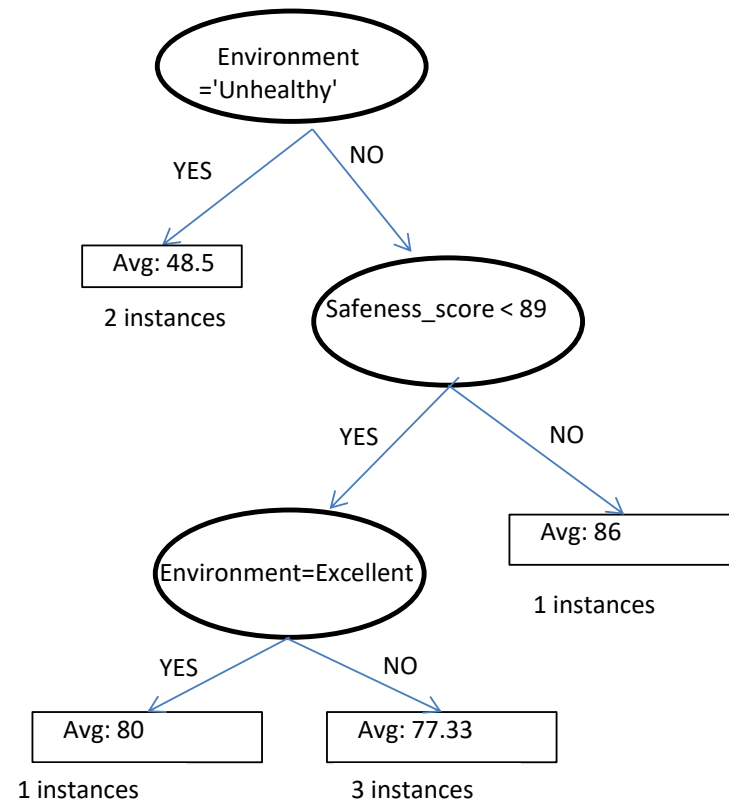 Environment
='Unhealthy'
YES
NO
Avg: 48.5
2 instances
Safeness_score < 89
YES
NO
Avg: 86
1 instances
Environment=Excellent
YES
NO
Avg: 80
Avg: 77.33
1 instances
3 instances